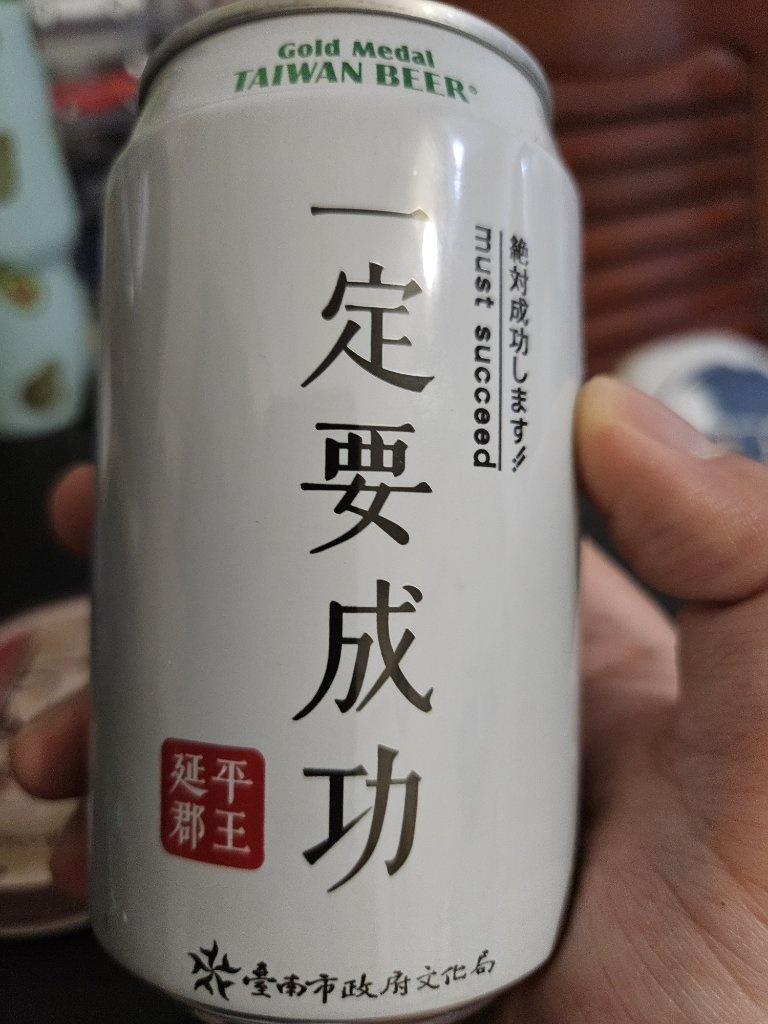 Gold Medal
TAIWAN BEER®
絶対成功します!!
must succeed
一定要成功
延平
郡王
臺南市政府文化局